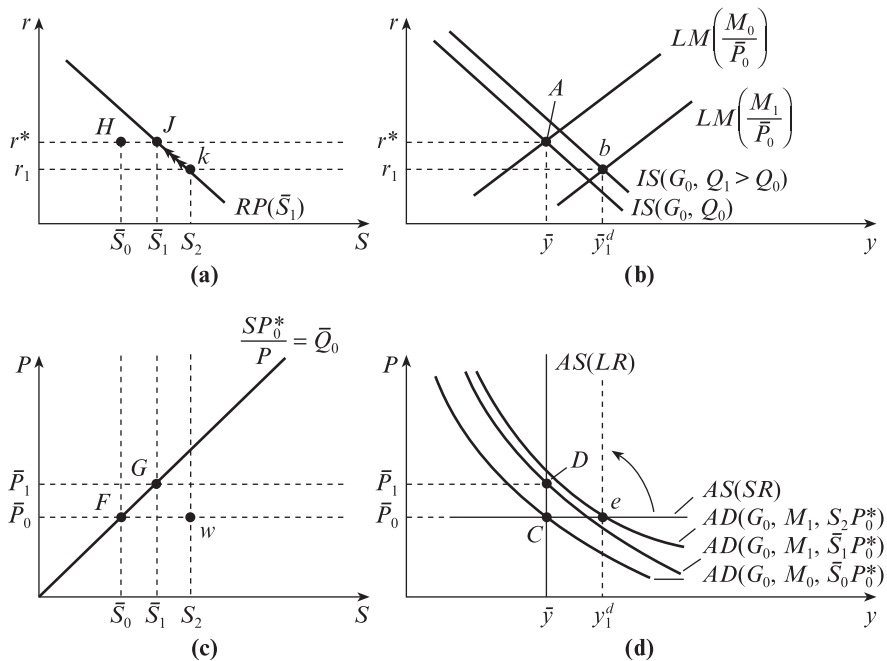 r
r*
r₁
H
J
k
RP(S̄₁)
S̄₀
S̄₁
S₂
S
(a)
r
r*
r₁
A
b
LM(M₀/P̄₀)
LM(M₁/P̄₀)
IS(G₀, Q₁ > Q₀)
IS(G₀, Q₀)
ȳ
ȳ₁ᵈ
y
(b)
P
SP₀*/P = Q̄₀
P̄₁
P̄₀
G
F
w
S̄₀
S̄₁
S₂
S
(c)
P
AS(LR)
P̄₁
P̄₀
D
e
C
AS(SR)
AD(G₀, M₁, S₂P₀*)
AD(G₀, M₁, S̄₁P₀*)
AD(G₀, M₀, S̄₀P₀*)
ȳ
y₁ᵈ
y
(d)